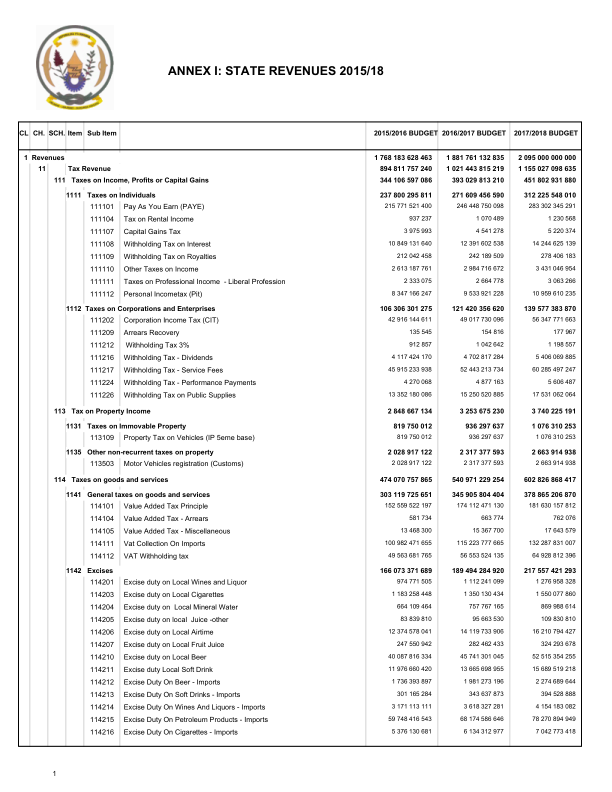 ANNEX I: STATE REVENUES 2015/18
CL CH. SCH. Item Sub Item 2015/2016 BUDGET 2016/2017 BUDGET 2017/2018 BUDGET
1 Revenues 1 768 183 628 463 1 881 761 132 835 2 095 000 000 000
11 Tax Revenue 894 811 757 240 1 021 443 815 219 1 155 027 098 635
111 Taxes on Income, Profits or Capital Gains 344 106 597 086 393 029 813 210 451 802 931 880
1111 Taxes on Individuals 237 800 295 811 271 609 456 590 312 225 548 010
111101 Pay As You Earn (PAYE) 215 771 521 400 246 448 750 098 283 302 345 291
111104 Tax on Rental Income 937 237 1 070 489 1 230 568
111107 Capital Gains Tax 3 975 993 4 541 278 5 220 374
111108 Withholding Tax on Interest 10 849 131 640 12 391 602 538 14 244 625 139
111109 Withholding Tax on Royalties 212 042 458 242 189 509 278 406 183
111110 Other Taxes on Income 2 613 187 761 2 984 716 672 3 431 046 954
111111 Taxes on Professional Income - Liberal Profession 2 333 075 2 664 778 3 063 266
111112 Personal Incometax (Pit) 8 347 166 247 9 533 921 228 10 959 610 235
1112 Taxes on Corporations and Enterprises 106 306 301 275 121 420 356 620 139 577 383 870
111202 Corporation Income Tax (CIT) 42 916 144 611 49 017 730 096 56 347 771 663
111209 Arrears Recovery 135 545 154 816 177 967
111212 Withholding Tax 3% 912 857 1 042 642 1 198 557
111216 Withholding Tax - Dividends 4 117 424 170 4 702 817 284 5 406 069 885
111217 Withholding Tax - Service Fees 45 915 233 938 52 443 213 734 60 285 497 247
111224 Withholding Tax - Performance Payments 4 270 068 4 877 163 5 606 487
111226 Withholding Tax on Public Supplies 13 352 180 086 15 250 520 885 17 531 062 064
113 Tax on Property Income 2 848 667 134 3 253 675 230 3 740 225 191
1131 Taxes on Immovable Property 819 750 012 936 297 637 1 076 310 253
113109 Property Tax on Vehicles (IP 5eme base) 819 750 012 936 297 637 1 076 310 253
1135 Other non-recurrent taxes on property 2 028 917 122 2 317 377 593 2 663 914 938
113503 Motor Vehicles registration (Customs) 2 028 917 122 2 317 377 593 2 663 914 938
114 Taxes on goods and services 474 070 757 865 540 971 229 254 602 826 868 417
1141 General taxes on goods and services 303 119 725 651 345 905 804 404 378 865 206 870
114101 Value Added Tax Principle 152 559 522 197 174 112 471 130 181 630 157 812
114104 Value Added Tax - Arrears 581 734 663 774 762 076
114105 Value Added Tax - Miscellaneous 13 468 300 15 367 700 17 643 579
114111 Vat Collection On Imports 100 982 471 655 115 223 777 665 132 287 831 007
114112 VAT Withholding tax 49 563 681 765 56 553 524 135 64 928 812 396
1142 Excises 166 073 371 689 189 494 284 920 217 557 421 293
114201 Excise duty on Local Wines and Liquor 974 771 505 1 112 241 099 1 276 958 328
114203 Excise duty on Local Cigarettes 1 183 258 448 1 350 130 434 1 550 077 860
114204 Excise duty on Local Mineral Water 664 109 464 757 767 165 869 988 614
114205 Excise duty on local Juice -other 83 839 810 95 663 530 109 830 810
114206 Excise duty on Local Airtime 12 374 578 041 14 119 733 906 16 210 794 427
114207 Excise duty on Local Fruit Juice 247 550 942 282 462 433 324 293 678
114210 Excise duty on Local Beer 40 087 816 334 45 741 301 045 52 515 354 255
114211 Excise duty Local Soft Drink 11 976 660 420 13 665 698 955 15 689 519 218
114212 Excise Duty On Beer - Imports 1 736 393 897 1 981 273 196 2 274 689 644
114213 Excise Duty On Soft Drinks - Imports 301 165 284 343 637 873 394 528 888
114214 Excise Duty On Wines And Liquors - Imports 3 171 113 111 3 618 327 281 4 154 183 082
114215 Excise Duty On Petroleum Products - Imports 59 748 416 543 68 174 586 646 78 270 894 949
114216 Excise Duty On Cigarettes - Imports 5 376 130 681 6 134 312 977 7 042 773 418
1